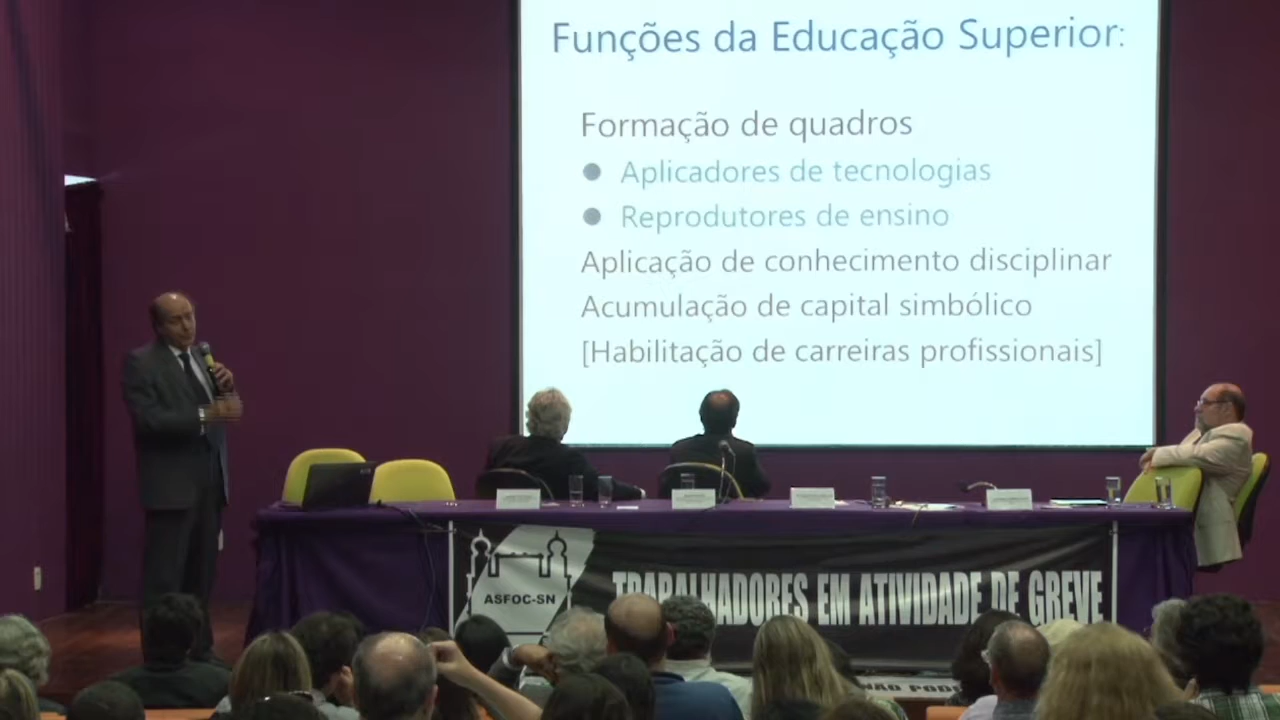 Funções da Educação Superior:
Formação de quadros
Aplicadores de tecnologias
Reprodutores de ensino
Aplicação de conhecimento disciplinar
Acumulação de capital simbólico
[Habilitação de carreiras profissionais]
ASFOC-SN
TRABALHADORES EM ATIVIDADE DE GREVE
NÃO